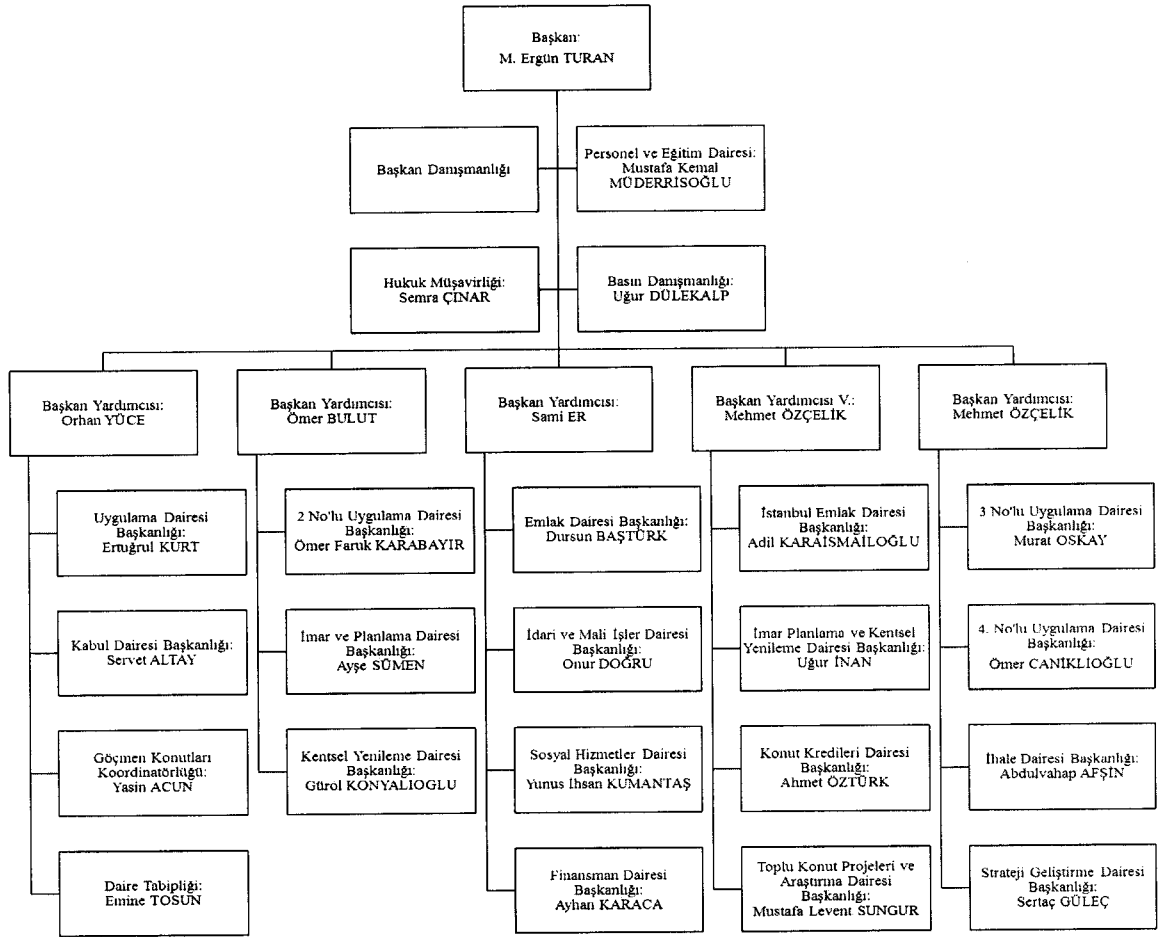 Başkan:
M. Ergün TURAN
Başkan Danışmanlığı
Personel ve Eğitim Dairesi:
Mustafa Kemal
MÜDERRİSOĞLU
Hukuk Müşavirliği:
Semra ÇINAR
Basın Danışmanlığı:
Uğur DÜLEKALP
Başkan Yardımcısı:
Orhan YÜCE
Başkan Yardımcısı:
Ömer BULUT
Başkan Yardımcısı:
Sami ER
Başkan Yardımcısı V.:
Mehmet ÖZÇELİK
Başkan Yardımcısı:
Mehmet ÖZÇELİK
Uygulama Dairesi
Başkanlığı:
Ertuğrul KURT
Kabul Dairesi Başkanlığı:
Servet ALTAY
Göçmen Konutları
Koordinatörlüğü:
Yasin ACUN
Daire Tabipliği:
Emine TOSUN
2 No'lu Uygulama Dairesi
Başkanlığı:
Ömer Faruk KARABAYIR
İmar ve Planlama Dairesi
Başkanlığı:
Ayşe SÜMEN
Kentsel Yenileme Dairesi
Başkanlığı:
Gürol KONYALIOGLU
Emlak Dairesi Başkanlığı:
Dursun BAŞTÜRK
İdari ve Mali İşler Dairesi
Başkanlığı:
Onur DOĞRU
Sosyal Hizmetler Dairesi
Başkanlığı:
Yunus İhsan KUMANTAŞ
Finansman Dairesi
Başkanlığı:
Ayhan KARACA
İstanbul Emlak Dairesi
Başkanlığı:
Adil KARAİSMAİLOĞLU
İmar Planlama ve Kentsel
Yenileme Dairesi Başkanlığı:
Uğur İNAN
Konut Kredileri Dairesi
Başkanlığı:
Ahmet ÖZTÜRK
Toplu Konut Projeleri ve
Araştırma Dairesi
Başkanlığı:
Mustafa Levent SUNGUR
3 No'lu Uygulama Dairesi
Başkanlığı:
Murat OSKAY
4. No'lu Uygulama Dairesi
Başkanlığı:
Ömer CANİKLİOĞLU
İhale Dairesi Başkanlığı:
Abdulvahap AFŞİN
Strateji Geliştirme Dairesi
Başkanlığı:
Sertaç GÜLEÇ